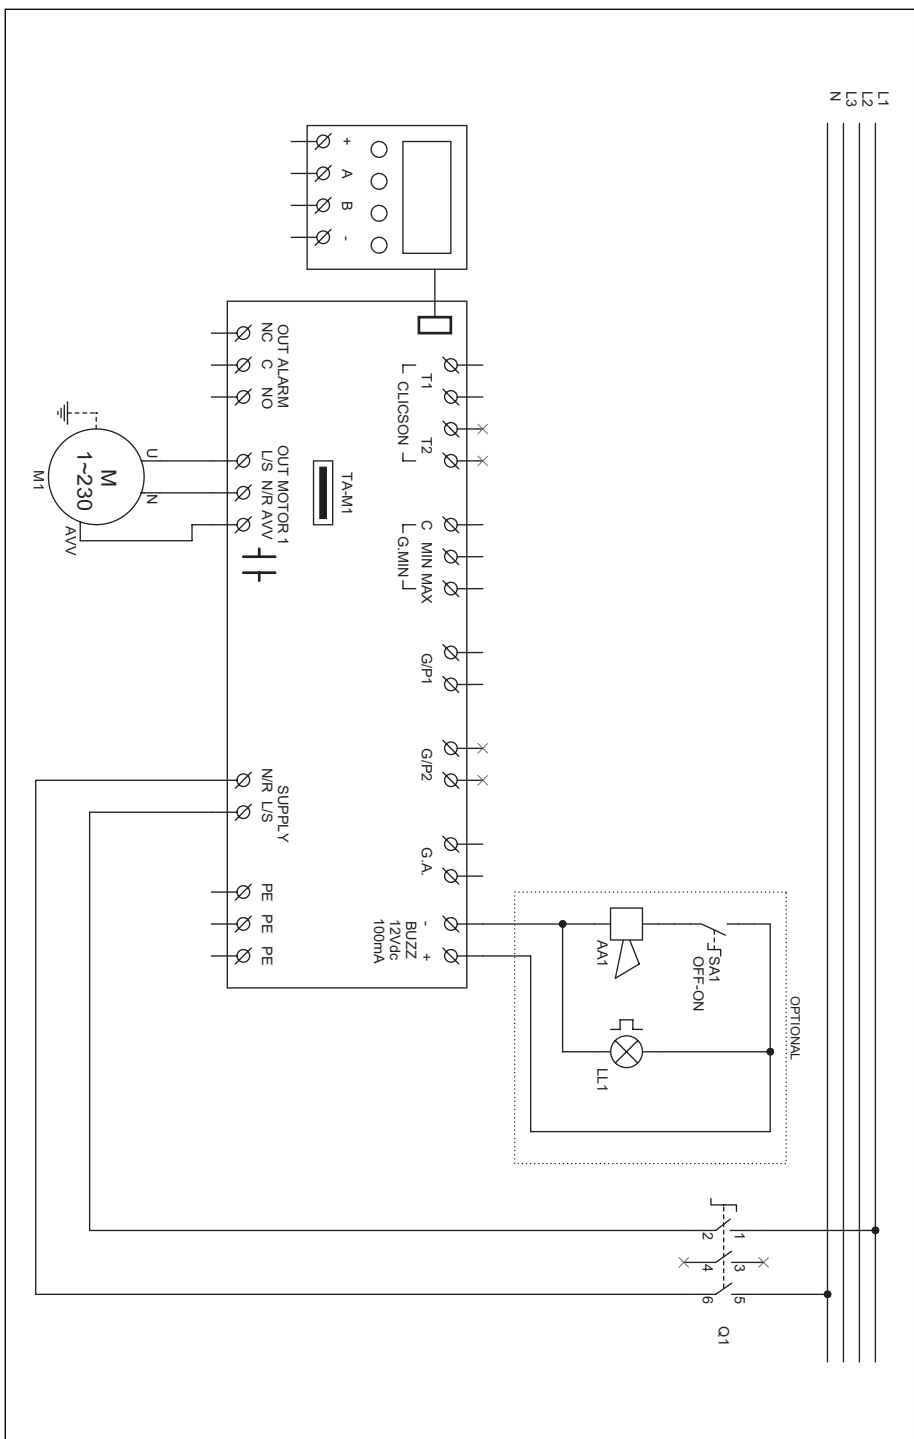 L1
L2
L3
N
+ A B -
T1 T2
CLICSON
C MIN MAX
G.MIN
G/P1
G/P2
G.A.
- +
BUZZ
12Vdc
100mA
OPTIONAL
SA1
OFF-ON
AA1
LL1
TA-M1
OUT ALARM
NC C NO
OUT MOTOR 1
L/S N/R AVV
SUPPLY
N/R L/S
PE PE PE
U N
AVV
M
1~230
M1
1 3 5
2 4 6
Q1